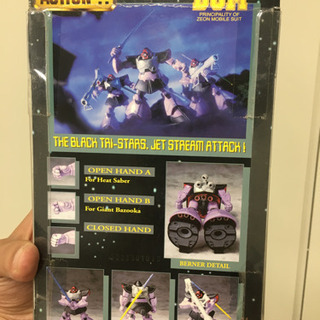 ACTION!!
DOM
PRINCIPALITY OF
ZEON MOBILE SUIT
THE BLACK TRI-STARS, JET STREAM ATTACK!
OPEN HAND A
For Heat Saber
OPEN HAND B
For Giant Bazooka
CLOSED HAND
BERNER DETAIL